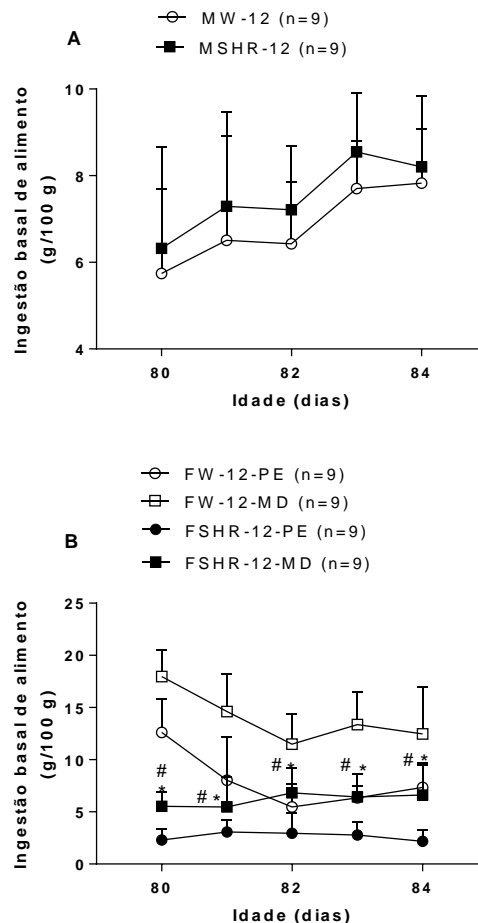 MW-12 (n=9)
A
MSHR-12 (n=9)
Ingestão basal de alimento
(g/100 g)
10
8
6
4
80
82
84
Idade (dias)
FW-12-PE (n=9)
FW-12-MD (n=9)
FSHR-12-PE (n=9)
B
FSHR-12-MD (n=9)
Ingestão basal de alimento
(g/100 g)
25
20
15
10
5
0
#
*
# *
# *
# *
# *
80
82
84
Idade (dias)